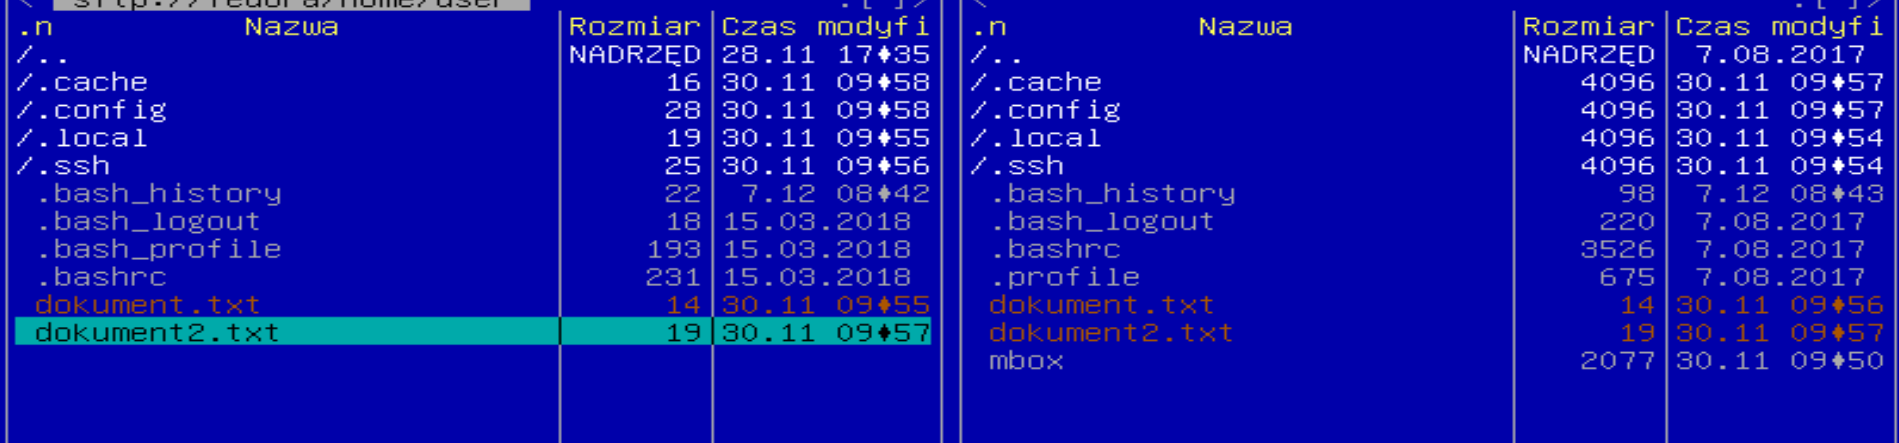 sftp://fedora/home/user .[^]>
.n Nazwa Rozmiar Czas modyfi
/.. NADRZĘD 28.11 17♦35
/.cache 16 30.11 09♦58
/.config 28 30.11 09♦58
/.local 19 30.11 09♦55
/.ssh 25 30.11 09♦56
.bash_history 22 7.12 08♦42
.bash_logout 18 15.03.2018
.bash_profile 193 15.03.2018
.bashrc 231 15.03.2018
dokument.txt 14 30.11 09♦55
dokument2.txt 19 30.11 09♦57
.n Nazwa Rozmiar Czas modyfi
/.. NADRZĘD 7.08.2017
/.cache 4096 30.11 09♦57
/.config 4096 30.11 09♦57
/.local 4096 30.11 09♦54
/.ssh 4096 30.11 09♦54
.bash_history 98 7.12 08♦43
.bash_logout 220 7.08.2017
.bashrc 3526 7.08.2017
.profile 675 7.08.2017
dokument.txt 14 30.11 09♦56
dokument2.txt 19 30.11 09♦57
mbox 2077 30.11 09♦50